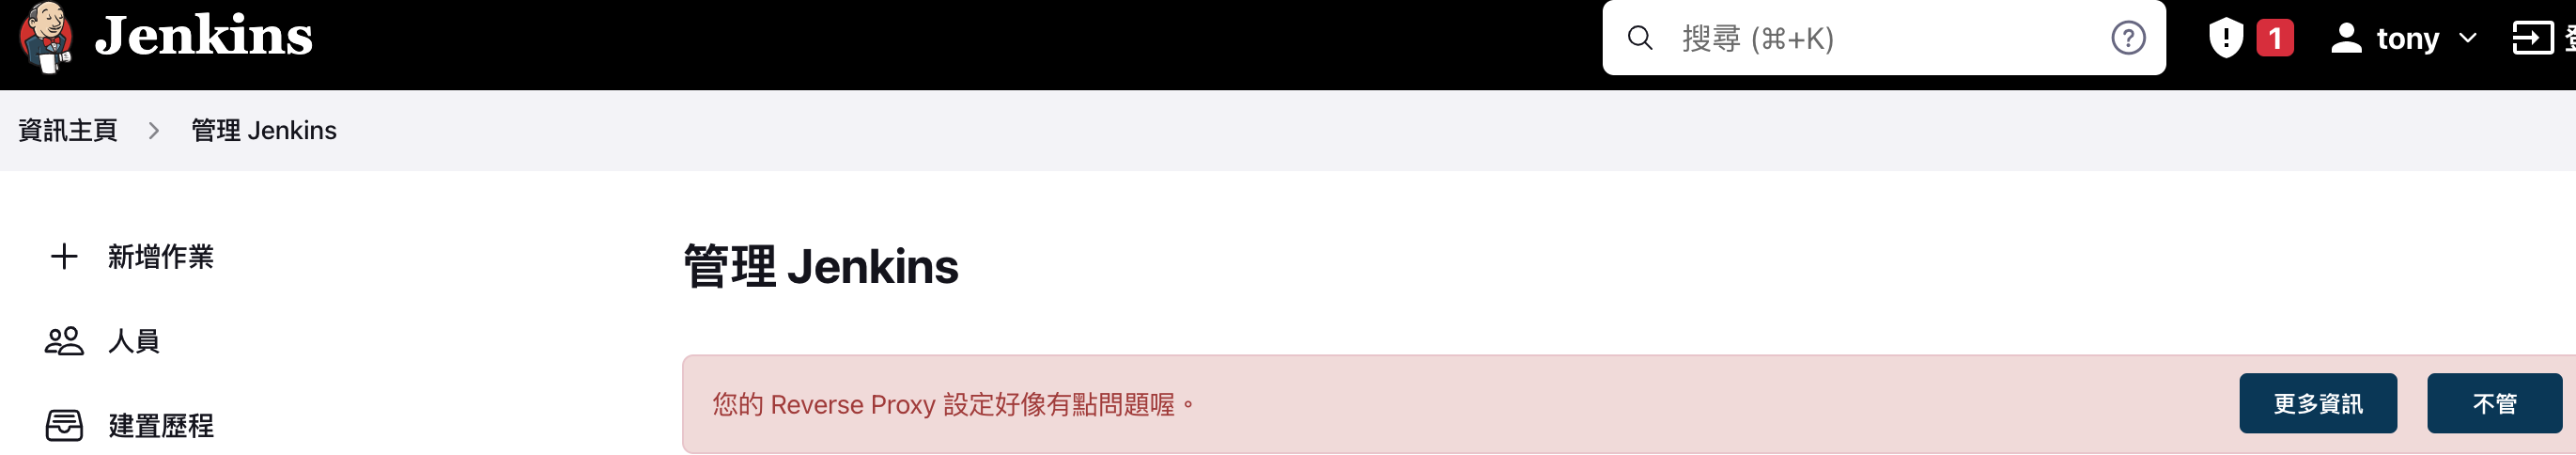 Jenkins
搜尋 (⌘+K)
1
tony
資訊主頁
管理 Jenkins
新增作業
人員
建置歷程
管理 Jenkins
您的 Reverse Proxy 設定好像有點問題喔。
更多資訊
不管